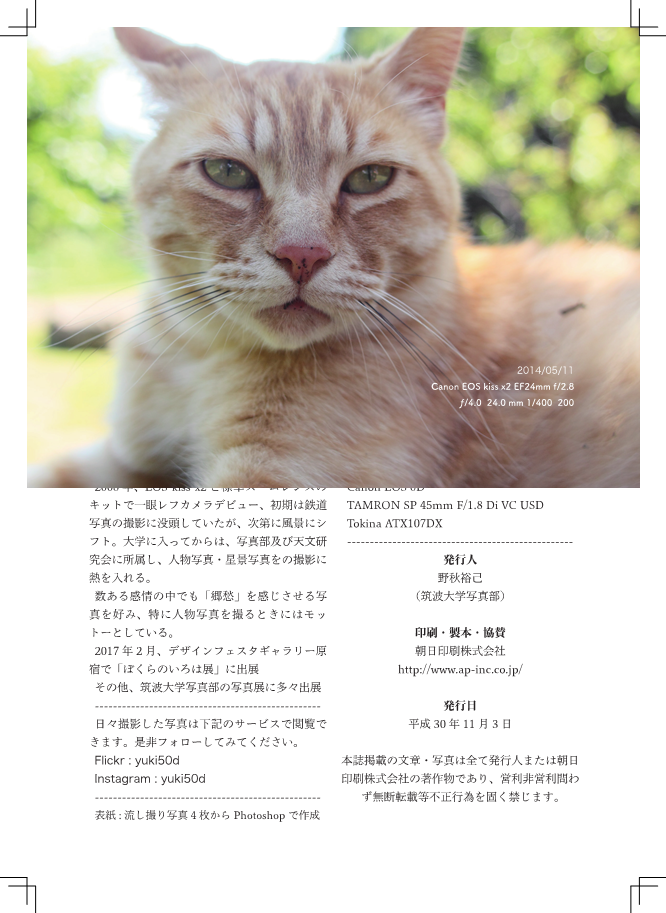 2014/05/11
Canon EOS kiss x2 EF24mm f/2.8
f/4.0 24.0 mm 1/400 200
キットで一眼レフカメラデビュー、初期は鉄道
写真の撮影に没頭していたが、次第に風景にシ
フト。大学に入ってからは、写真部及び天文研
究会に所属し、人物写真・星景写真をの撮影に
熱を入れる。
数ある感情の中でも「郷愁」を感じさせる写
真を好み、特に人物写真を撮るときにはモッ
トーとしている。
2017 年 2 月、デザインフェスタギャラリー原
宿で「ぼくらのいろは展」に出展
その他、筑波大学写真部の写真展に多々出展
--------------------------------------------------
日々撮影した写真は下記のサービスで閲覧で
きます。是非フォローしてみてください。
Flickr : yuki50d
Instagram : yuki50d
--------------------------------------------------
表紙 : 流し撮り写真 4 枚から Photoshop で作成
TAMRON SP 45mm F/1.8 Di VC USD
Tokina ATX107DX
--------------------------------------------------
発行人
野秋裕己
（筑波大学写真部）
印刷・製本・協賛
朝日印刷株式会社
http://www.ap-inc.co.jp/
発行日
平成 30 年 11 月 3 日
本誌掲載の文章・写真は全て発行人または朝日
印刷株式会社の著作物であり、営利非営利問わ
ず無断転載等不正行為を固く禁じます。